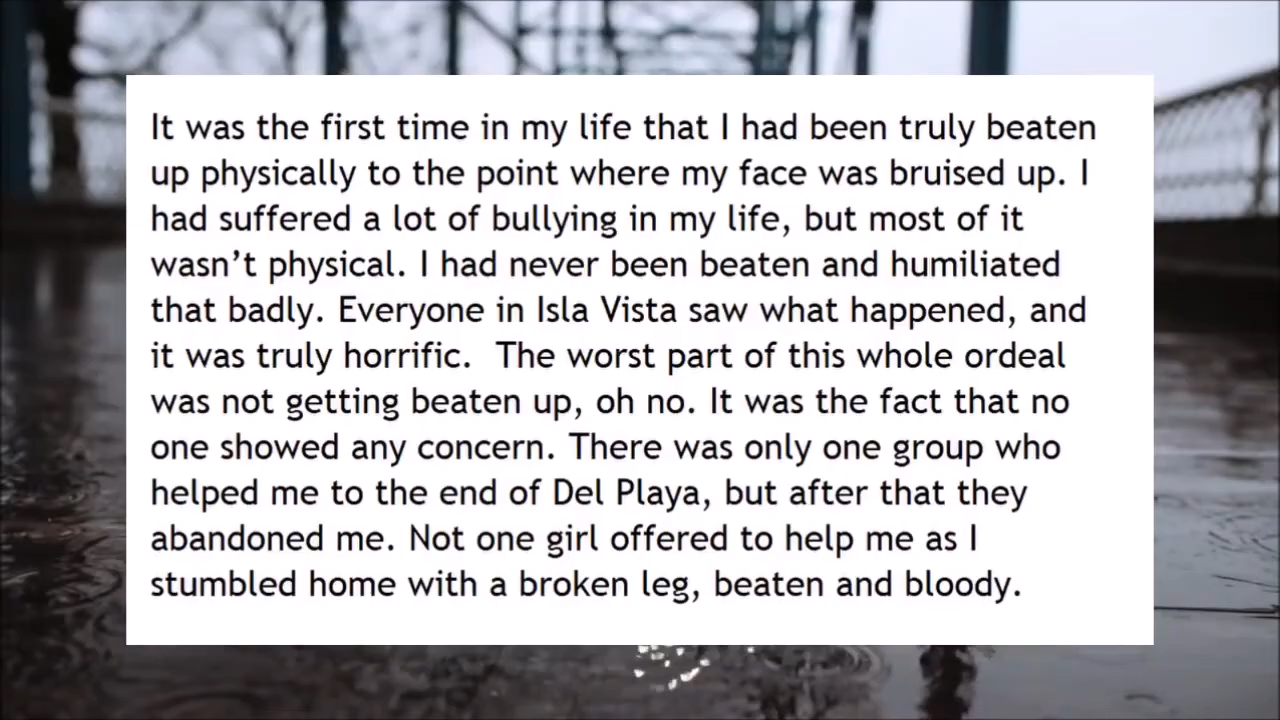 It was the first time in my life that I had been truly beaten
up physically to the point where my face was bruised up. I
had suffered a lot of bullying in my life, but most of it
wasn’t physical. I had never been beaten and humiliated
that badly. Everyone in Isla Vista saw what happened, and
it was truly horrific.  The worst part of this whole ordeal
was not getting beaten up, oh no. It was the fact that no
one showed any concern. There was only one group who
helped me to the end of Del Playa, but after that they
abandoned me. Not one girl offered to help me as I
stumbled home with a broken leg, beaten and bloody.